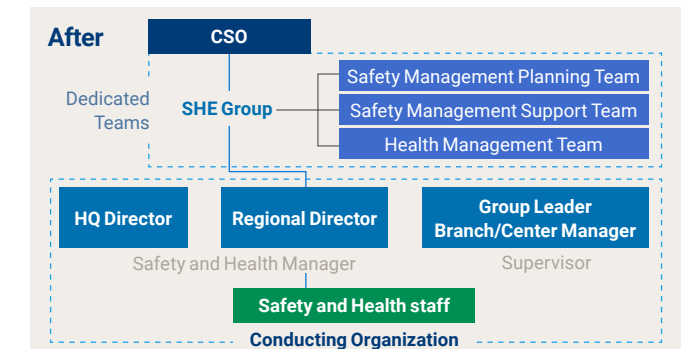 After
CSO
Dedicated
Teams
SHE Group
Safety Management Planning Team
Safety Management Support Team
Health Management Team
HQ Director
Regional Director
Group Leader
Branch/Center Manager
Safety and Health Manager
Supervisor
Safety and Health staff
Conducting Organization